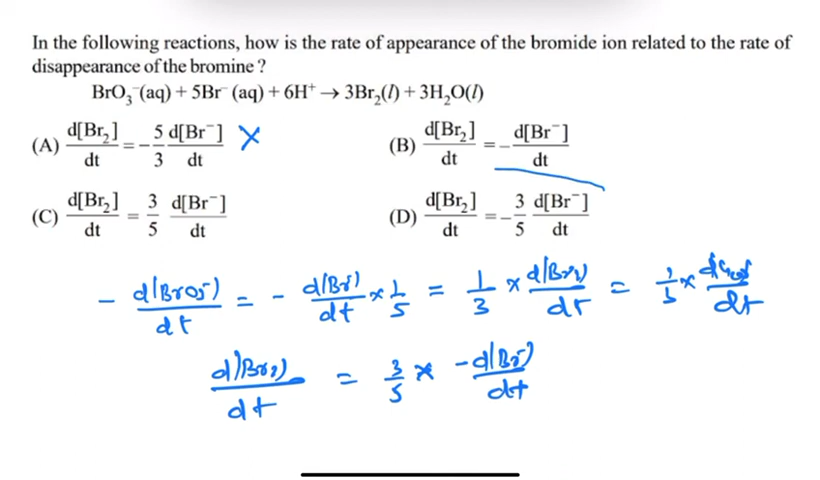 In the following reactions, how is the rate of appearance of the bromide ion related to the rate of
disappearance of the bromine ?
BrO₃⁻(aq) + 5Br⁻ (aq) + 6H⁺ → 3Br₂(l) + 3H₂O(l)
(A) d[Br₂]/dt = -5/3 d[Br⁻]/dt ×
(B) d[Br₂]/dt = - d[Br⁻]/dt
(C) d[Br₂]/dt = 3/5 d[Br⁻]/dt
(D) d[Br₂]/dt = -3/5 d[Br⁻]/dt
- d(BrO3⁻)/dt = - d(Br⁻)/dt × 1/5 = 1/3 × d(Br2)/dt = 1/3 ×
d(Br2)/dt = 3/5 × -d(Br⁻)/dt